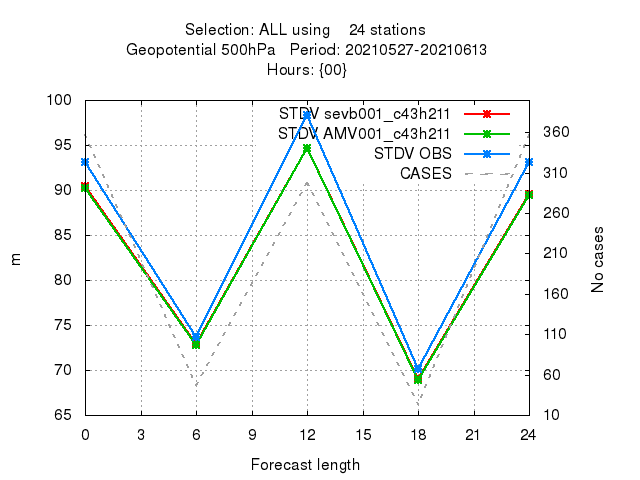 Selection: ALL using 24 stations
Geopotential 500hPa Period: 20210527-20210613
Hours: {00}
STDV sevb001_c43h211
STDV AMV001_c43h211
STDV OBS
CASES
100
95
90
85
80
75
70
65
m
360
310
260
210
160
110
60
10
No cases
0 3 6 9 12 15 18 21 24
Forecast length